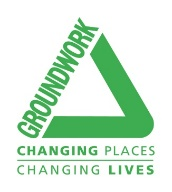 GROUNDWORK
CHANGING PLACES
CHANGING LIVES